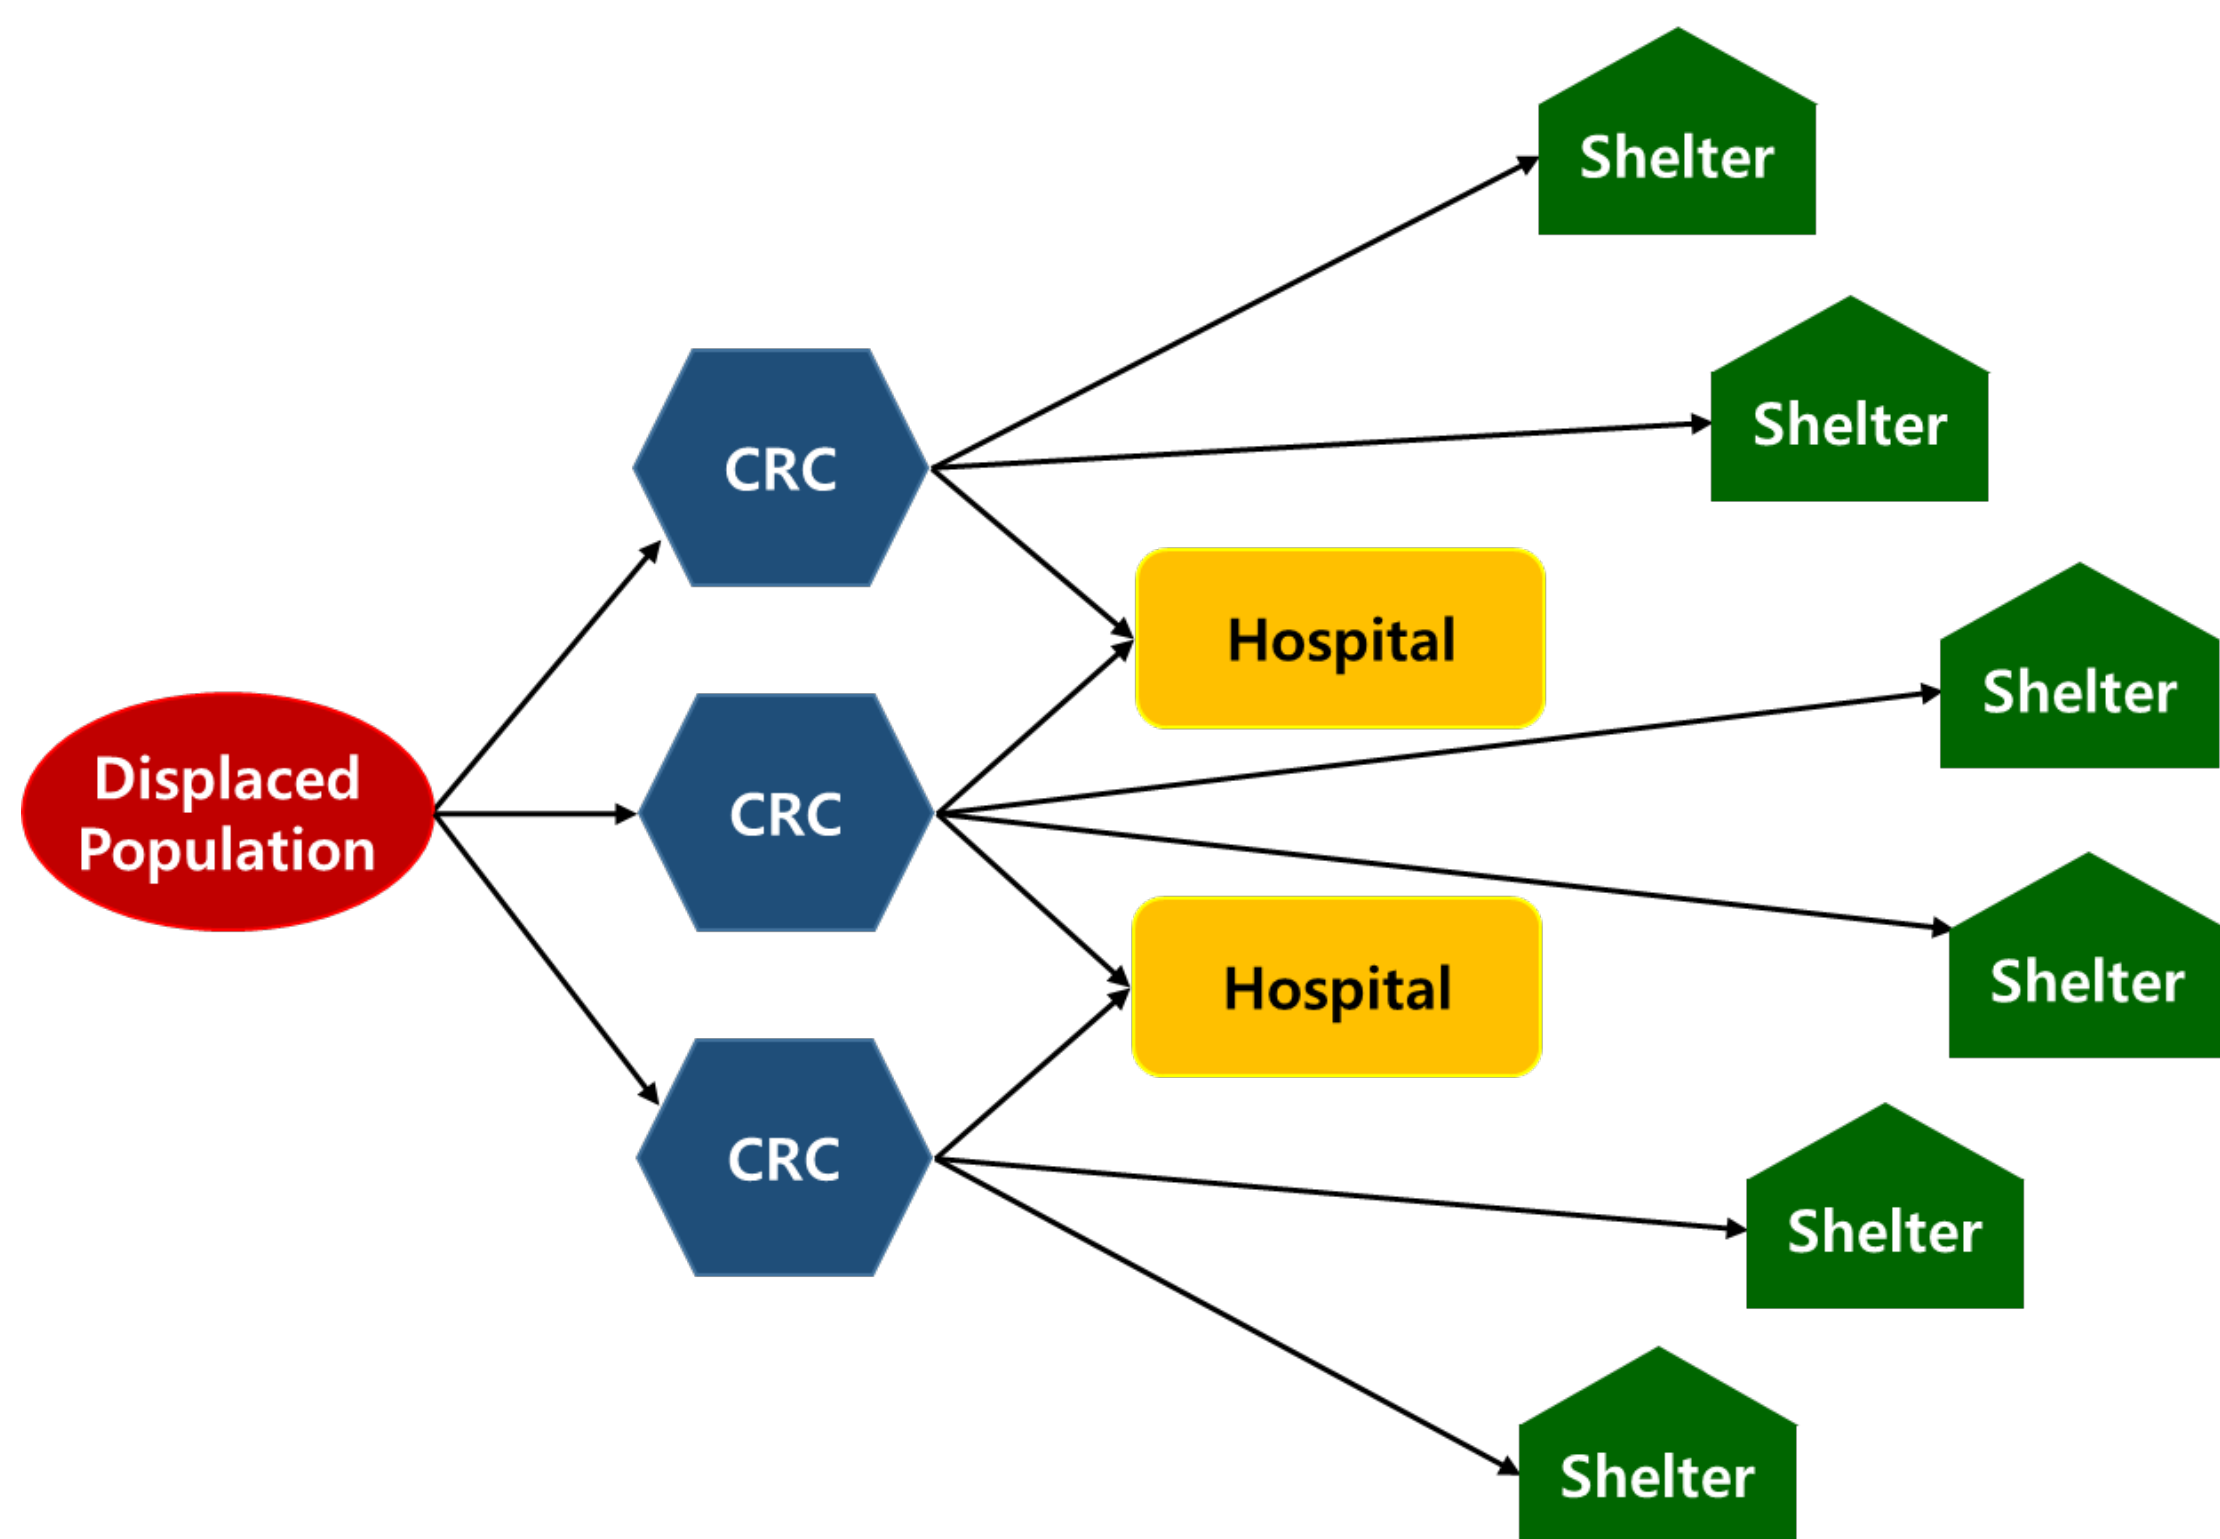 Shelter
Shelter
CRC
Hospital
Shelter
Displaced
Population
CRC
Hospital
Shelter
CRC
Shelter
Shelter